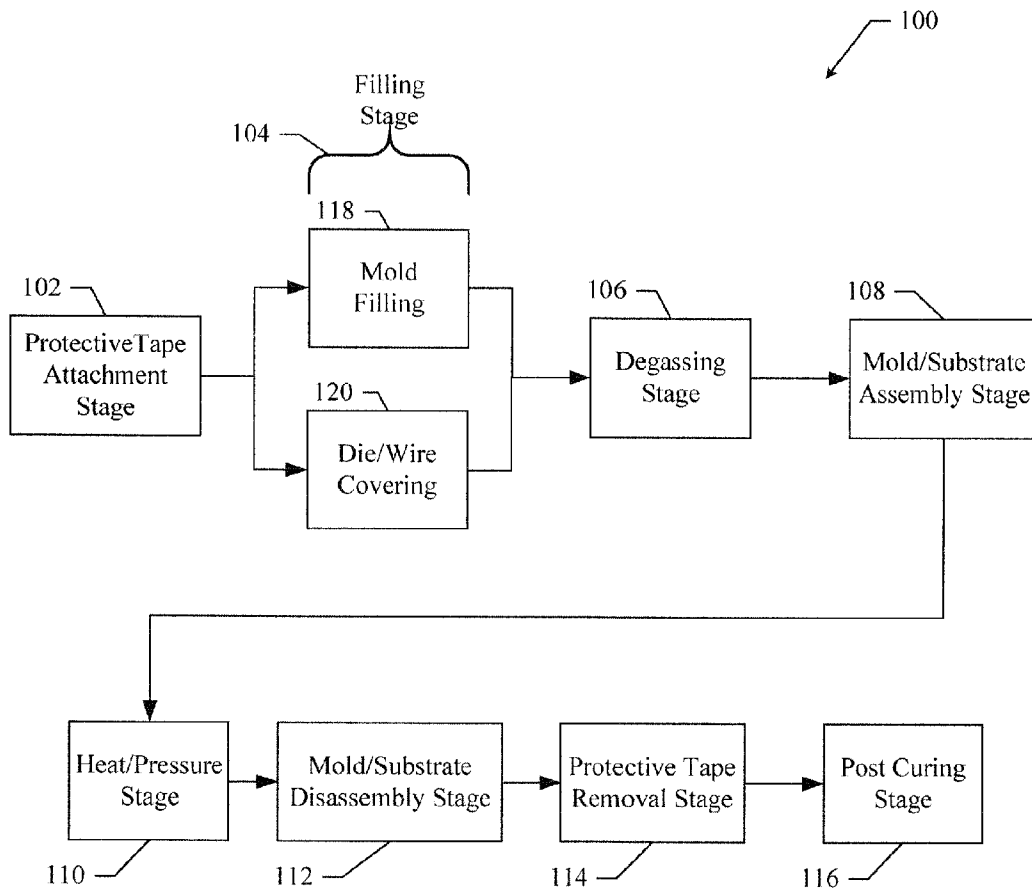 100
Filling
Stage
104
118
Mold
Filling
102
ProtectiveTape
Attachment
Stage
120
Die/Wire
Covering
106
Degassing
Stage
108
Mold/Substrate
Assembly Stage
Heat/Pressure
Stage
110
Mold/Substrate
Disassembly Stage
112
Protective Tape
Removal Stage
114
Post Curing
Stage
116